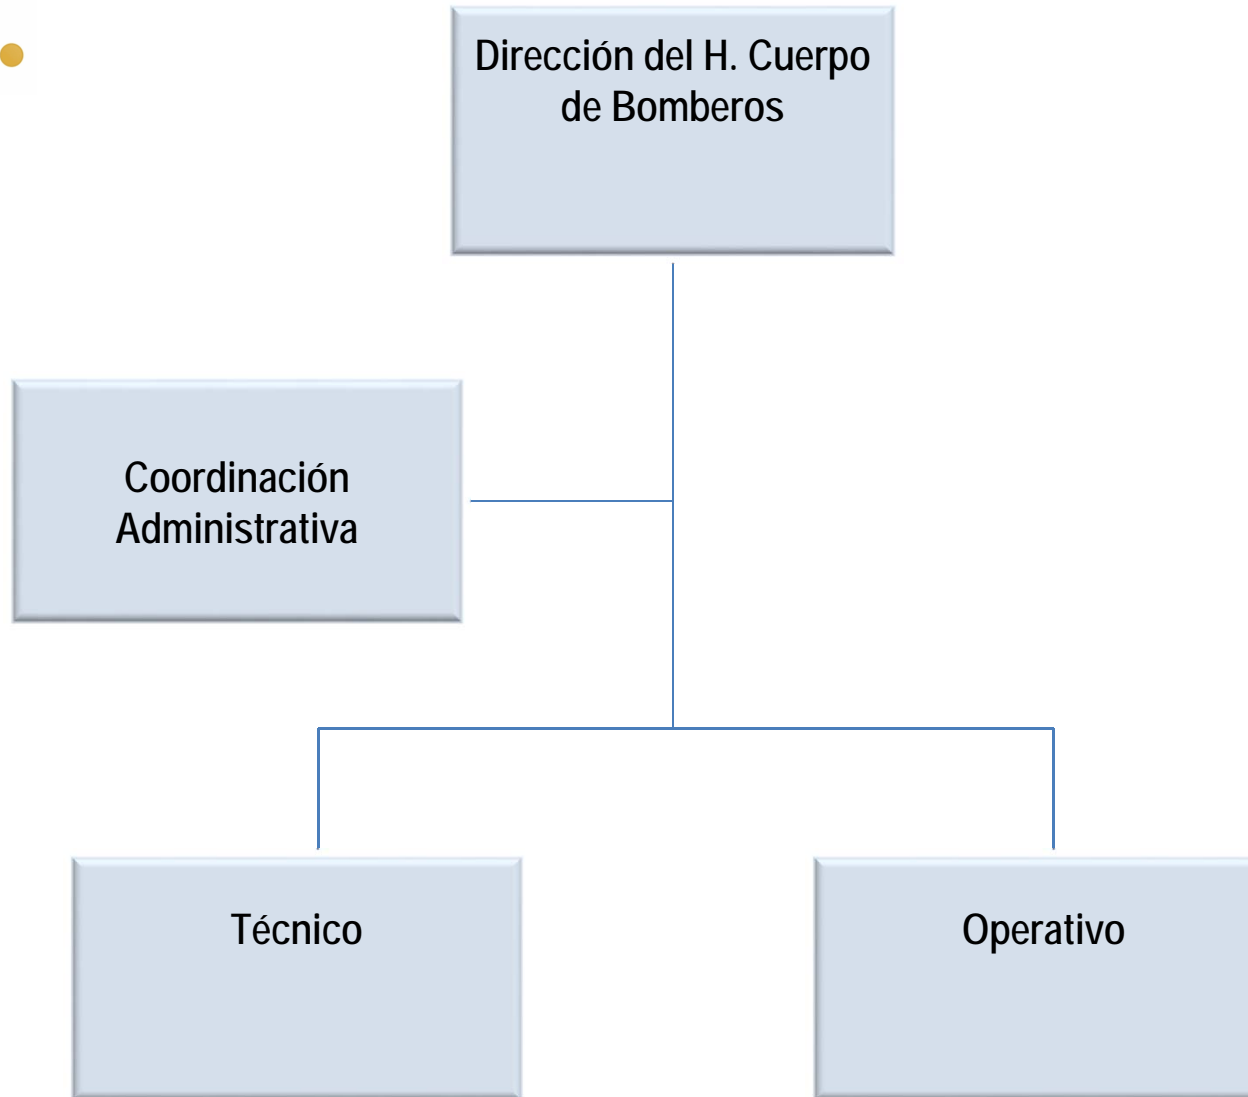 Dirección del H. Cuerpo
de Bomberos
Coordinación
Administrativa
Técnico
Operativo